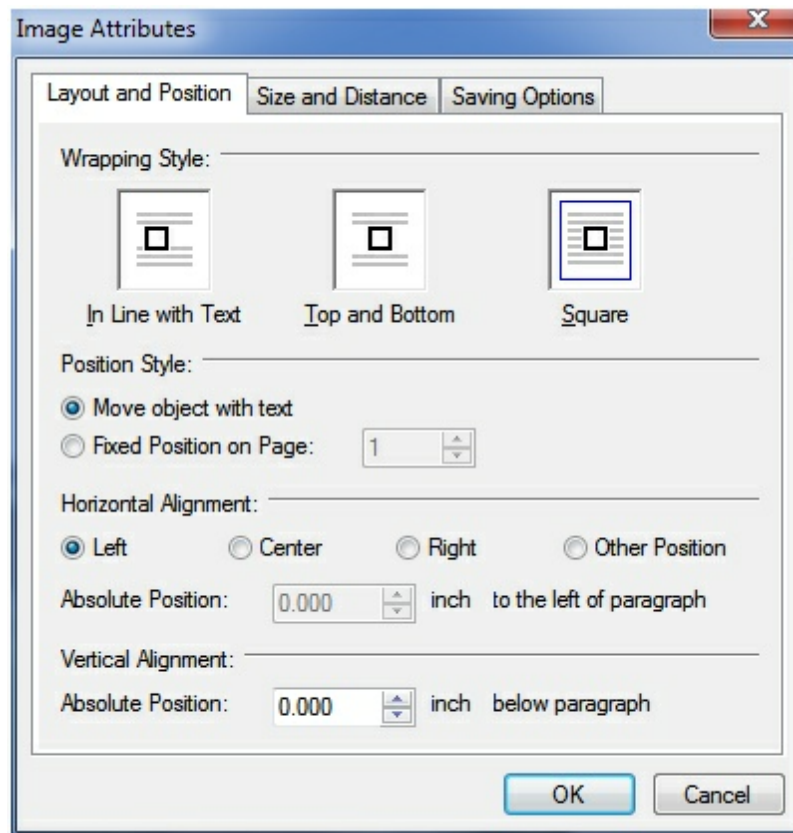 Image Attributes
Layout and Position Size and Distance Saving Options
Wrapping Style:
In Line with Text Top and Bottom Square
Position Style:
Move object with text
Fixed Position on Page: 1
Horizontal Alignment:
Left Center Right Other Position
Absolute Position: 0.000 inch to the left of paragraph
Vertical Alignment:
Absolute Position: 0.000 inch below paragraph
OK Cancel